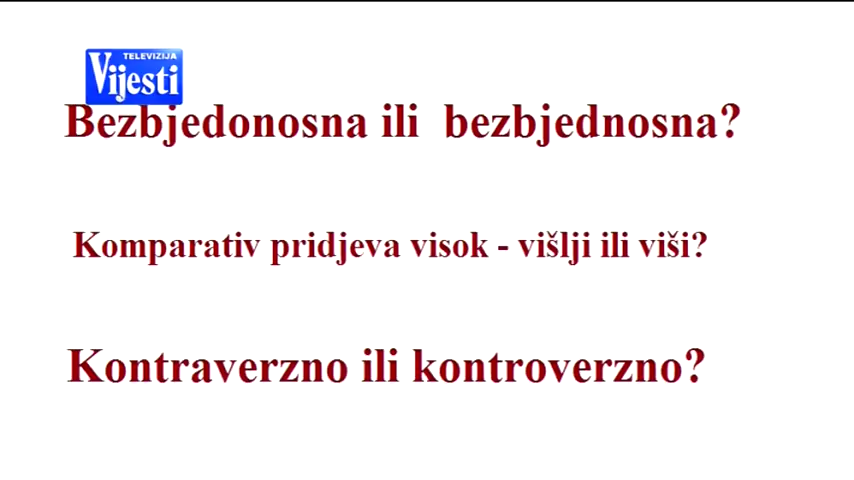 TELEVIZIJA
Vijesti
Bezbjedonosna ili bezbjednosna?
Komparativ pridjeva visok - višlji ili viši?
Kontraverzno ili kontroverzno?